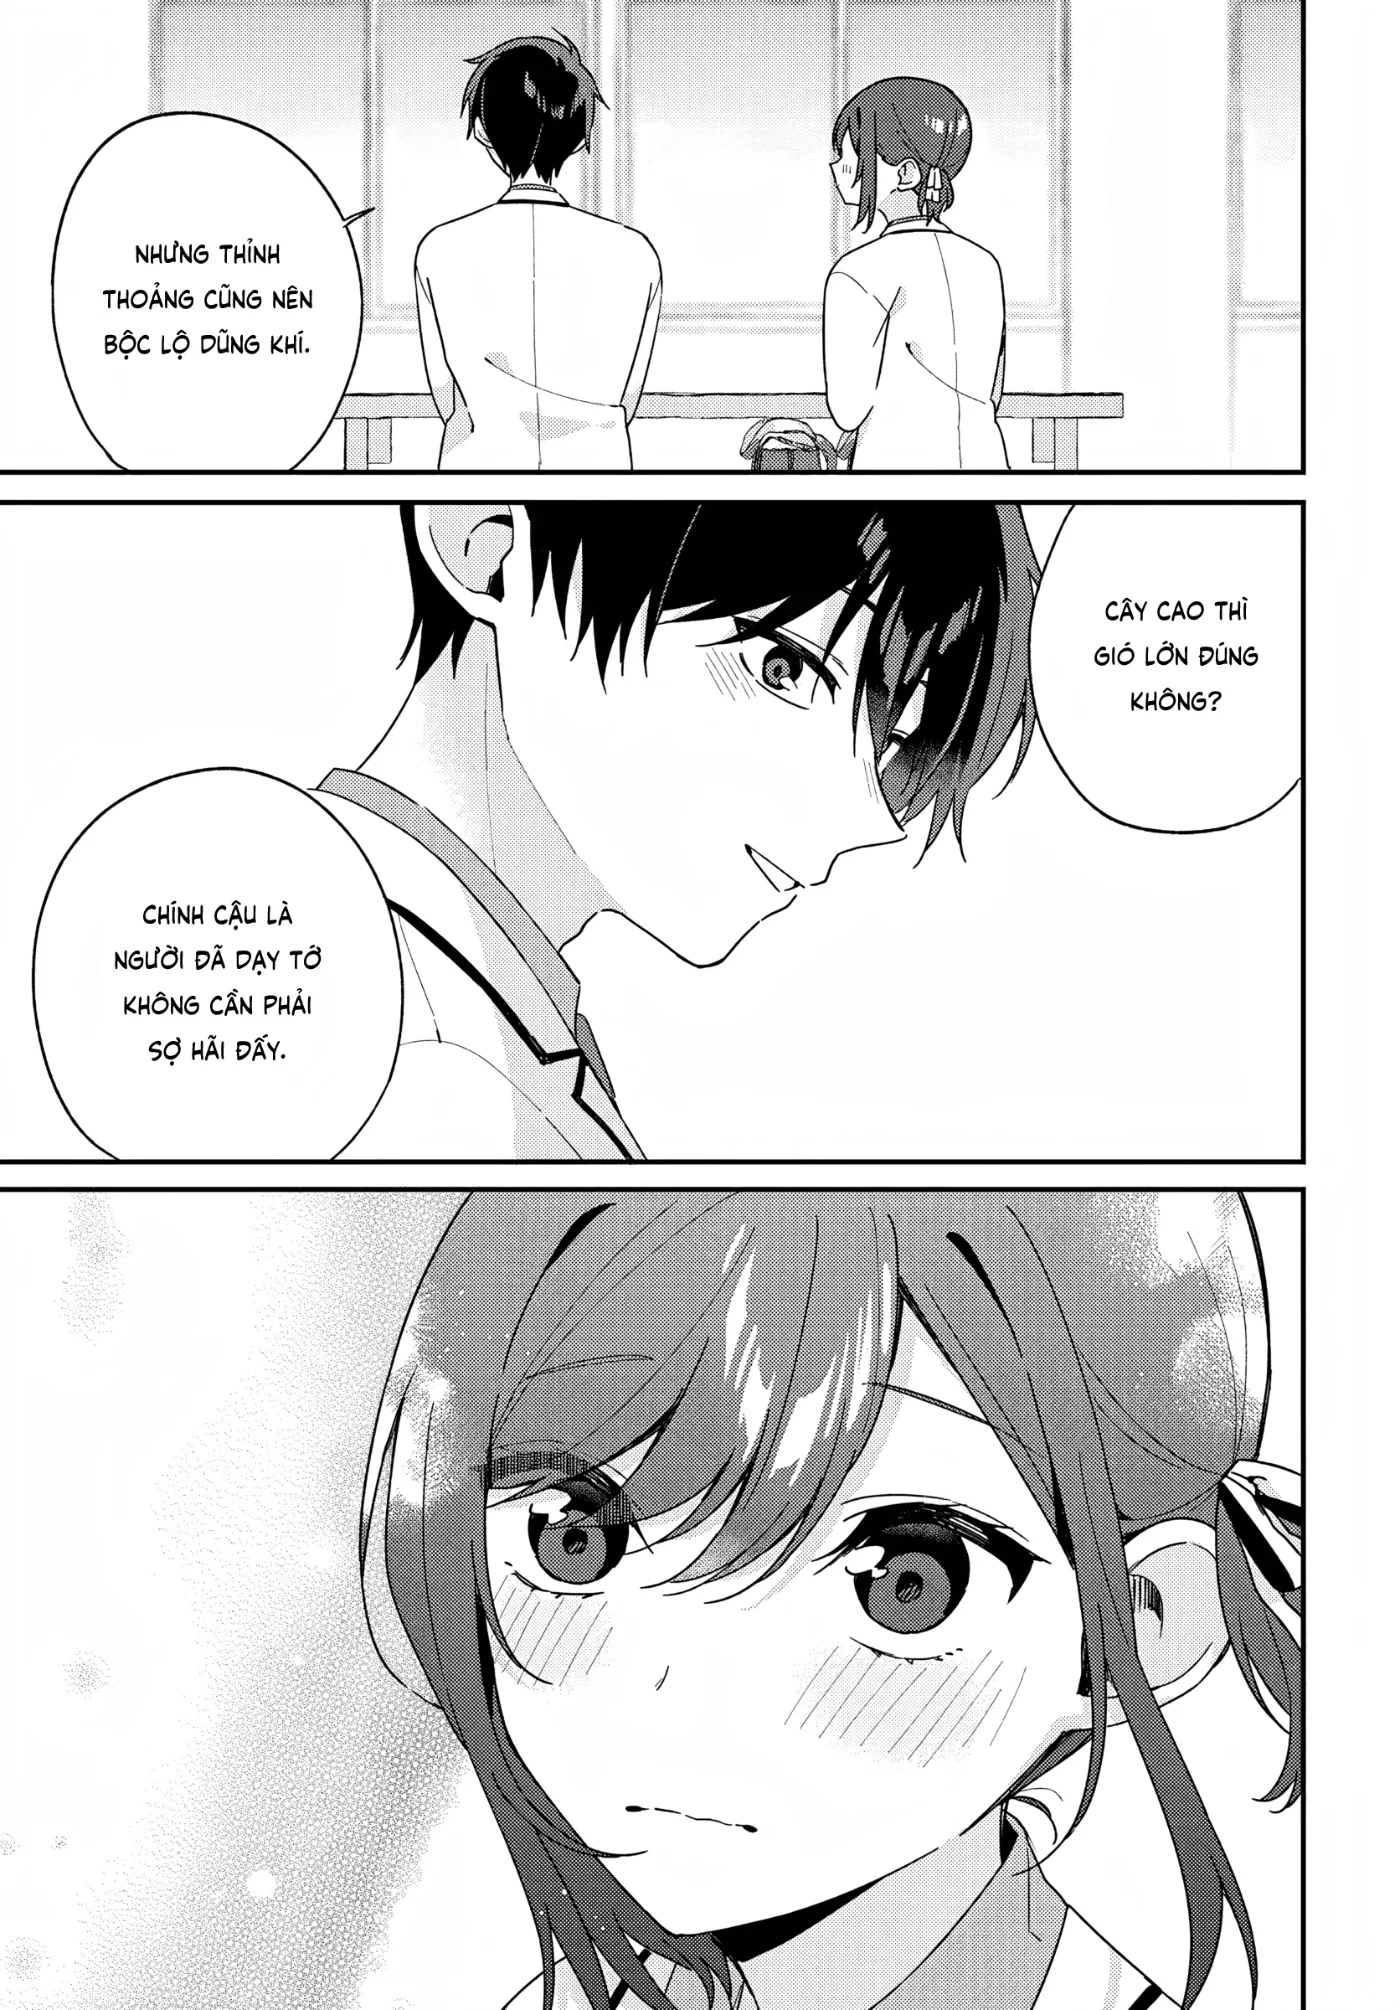 NHƯNG THỈNH
THOẢNG CŨNG NÊN
BỘC LỘ DŨNG KHÍ.
CÂY CAO THÌ
GIÓ LỚN ĐÚNG
KHÔNG?
CHÍNH CẬU LÀ
NGƯỜI ĐÃ DẠY TỚ
KHÔNG CẦN PHẢI
SỢ HÃI ĐẤY.